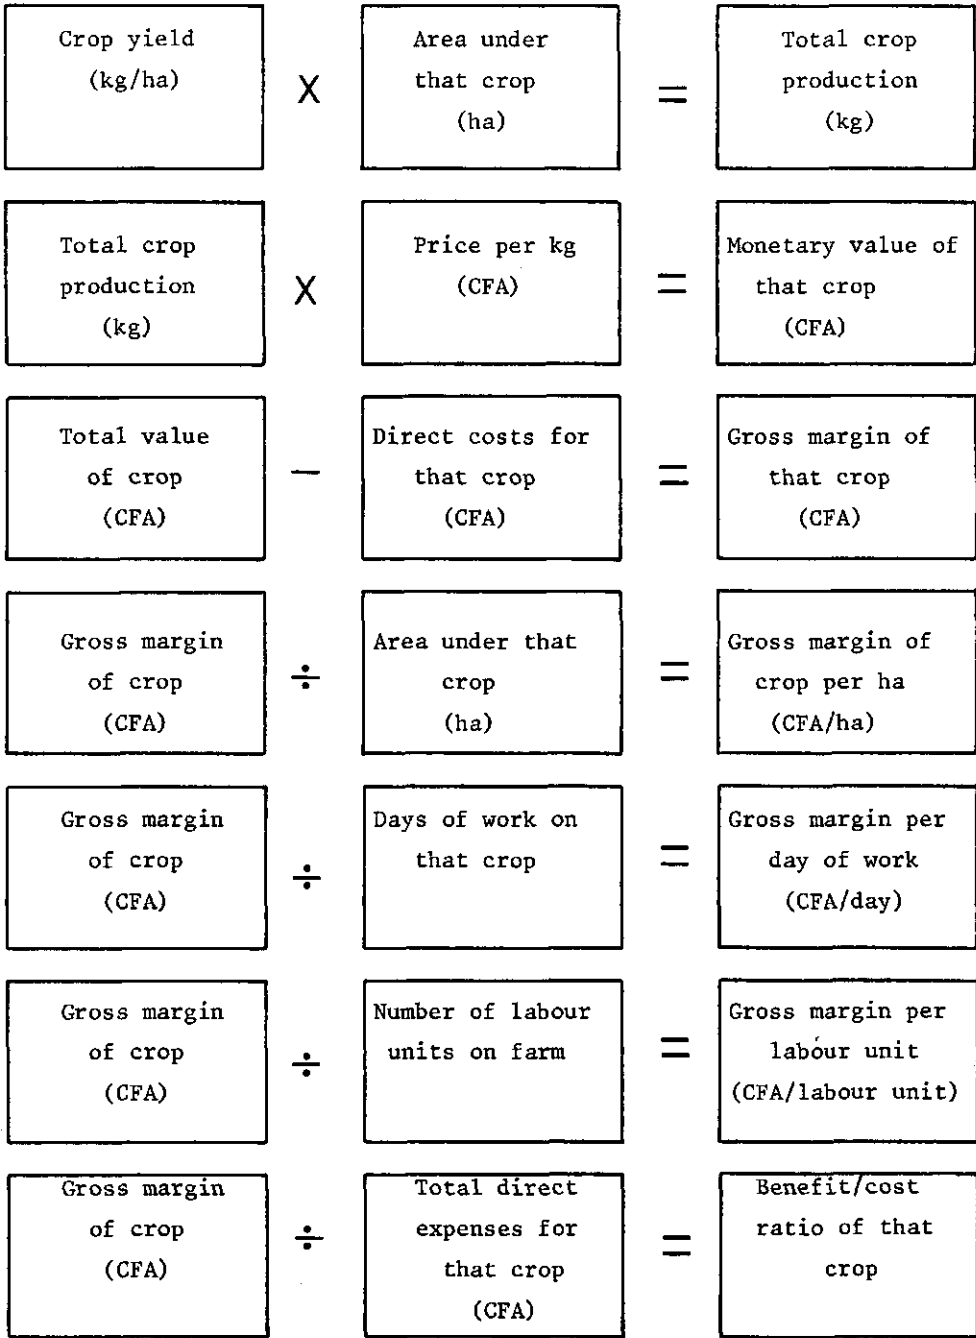 Crop yield
(kg/ha)
X
Area under
that crop
(ha)
=
Total crop
production
(kg)
Total crop
production
(kg)
X
Price per kg
(CFA)
=
Monetary value of
that crop
(CFA)
Total value
of crop
(CFA)
−
Direct costs for
that crop
(CFA)
=
Gross margin of
that crop
(CFA)
Gross margin
of crop
(CFA)
÷
Area under that
crop
(ha)
=
Gross margin of
crop per ha
(CFA/ha)
Gross margin
of crop
(CFA)
÷
Days of work on
that crop
=
Gross margin per
day of work
(CFA/day)
Gross margin
of crop
(CFA)
÷
Number of labour
units on farm
=
Gross margin per
labour unit
(CFA/labour unit)
Gross margin
of crop
(CFA)
÷
Total direct
expenses for
that crop
(CFA)
=
Benefit/cost
ratio of that
crop